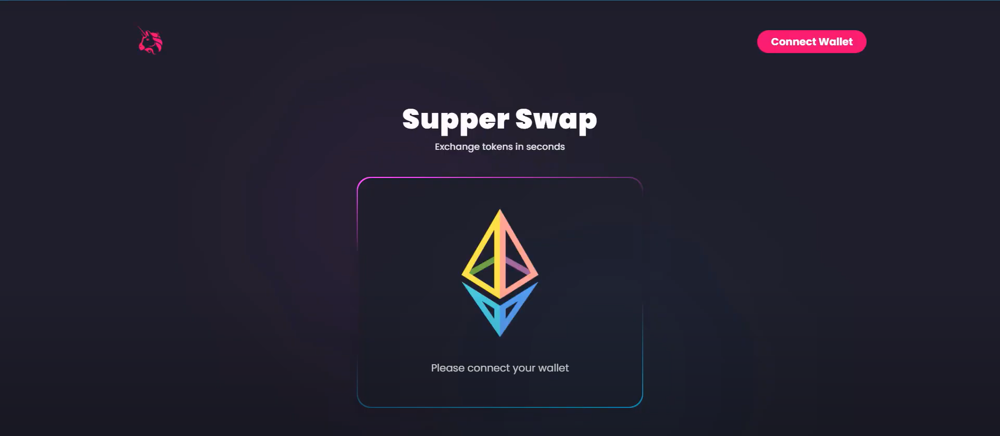 Connect Wallet
Supper Swap
Exchange tokens in seconds
Please connect your wallet